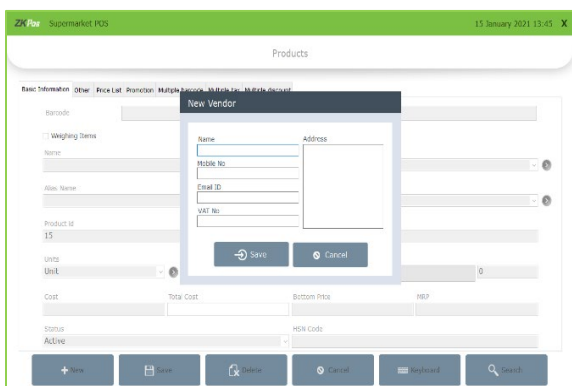 ZKPos Supermarket POS 15 January 2021 13:45 X
Products
Basic Information Other Price List Promotion Multiple barcode Multiple tax Multiple discount
New Vendor
Barcode
Weighing Items
Name Address
Name
Mobile No
Alias Name
Email ID
VAT No
Product Id
15
Save Cancel
Units
Unit 0
Cost Total Cost Bottom Price MRP
Status HSN Code
Active
New Save Delete Cancel Keyboard Search